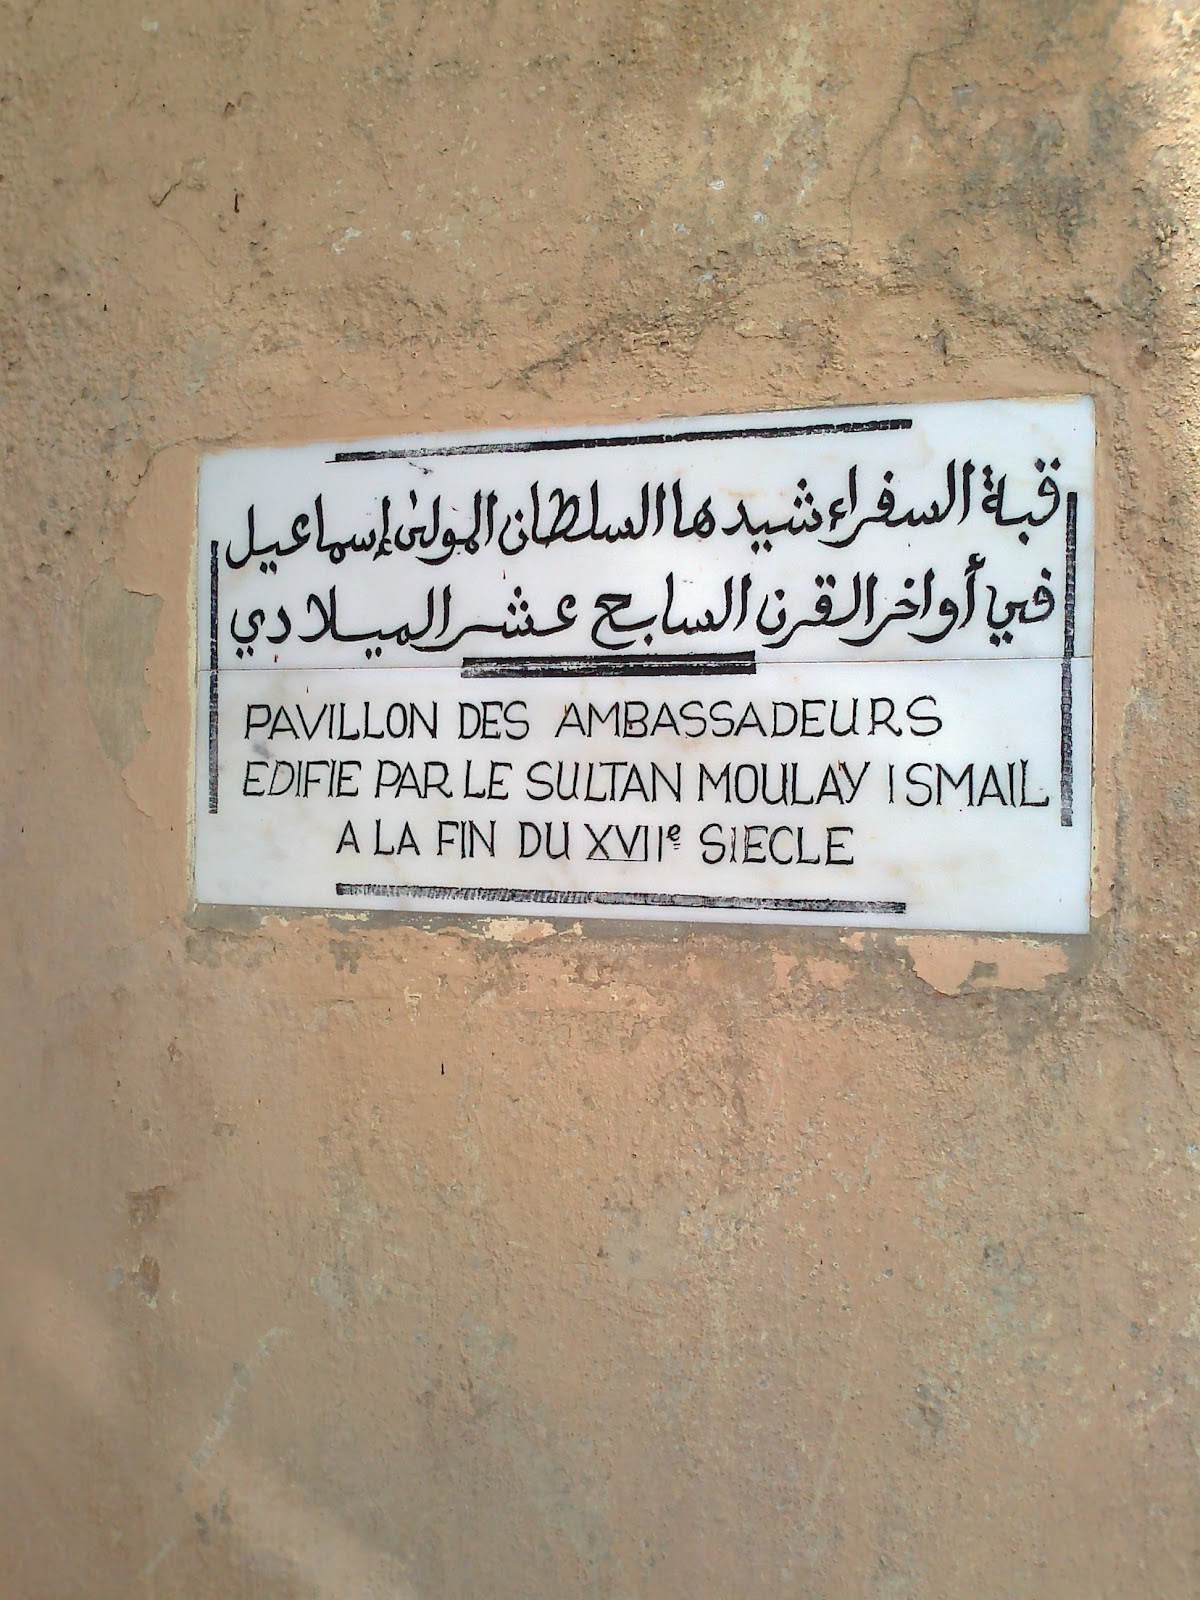 قبة السفراء شيدها السلطان المولى إسماعيل
في أواخر القرن السابع عشر الميلادي
PAVILLON DES AMBASSADEURS
EDIFIE PAR LE SULTAN MOULAY ISMAIL
A LA FIN DU XVIIe SIECLE